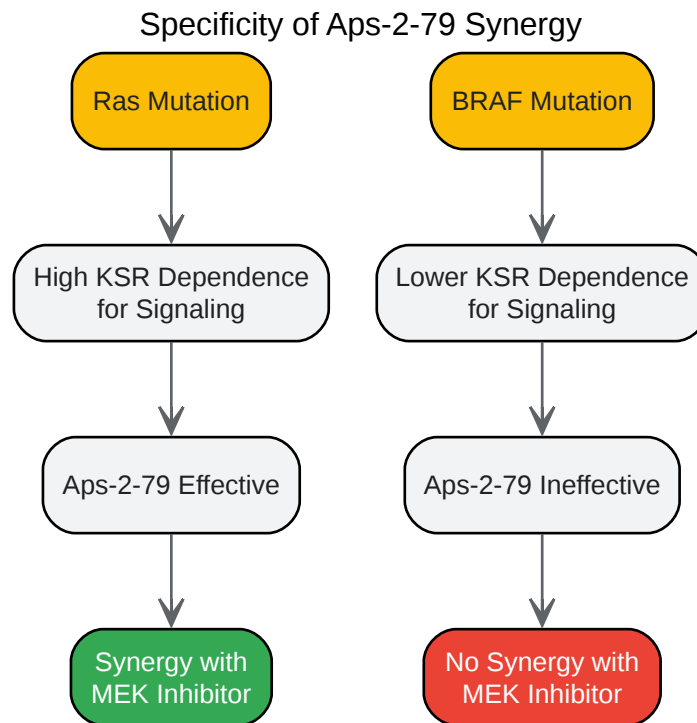 Specificity of Aps-2-79 Synergy
Ras Mutation
BRAF Mutation
High KSR Dependence
for Signaling
Lower KSR Dependence
for Signaling
Aps-2-79 Effective
Aps-2-79 Ineffective
Synergy with
MEK Inhibitor
No Synergy with
MEK Inhibitor